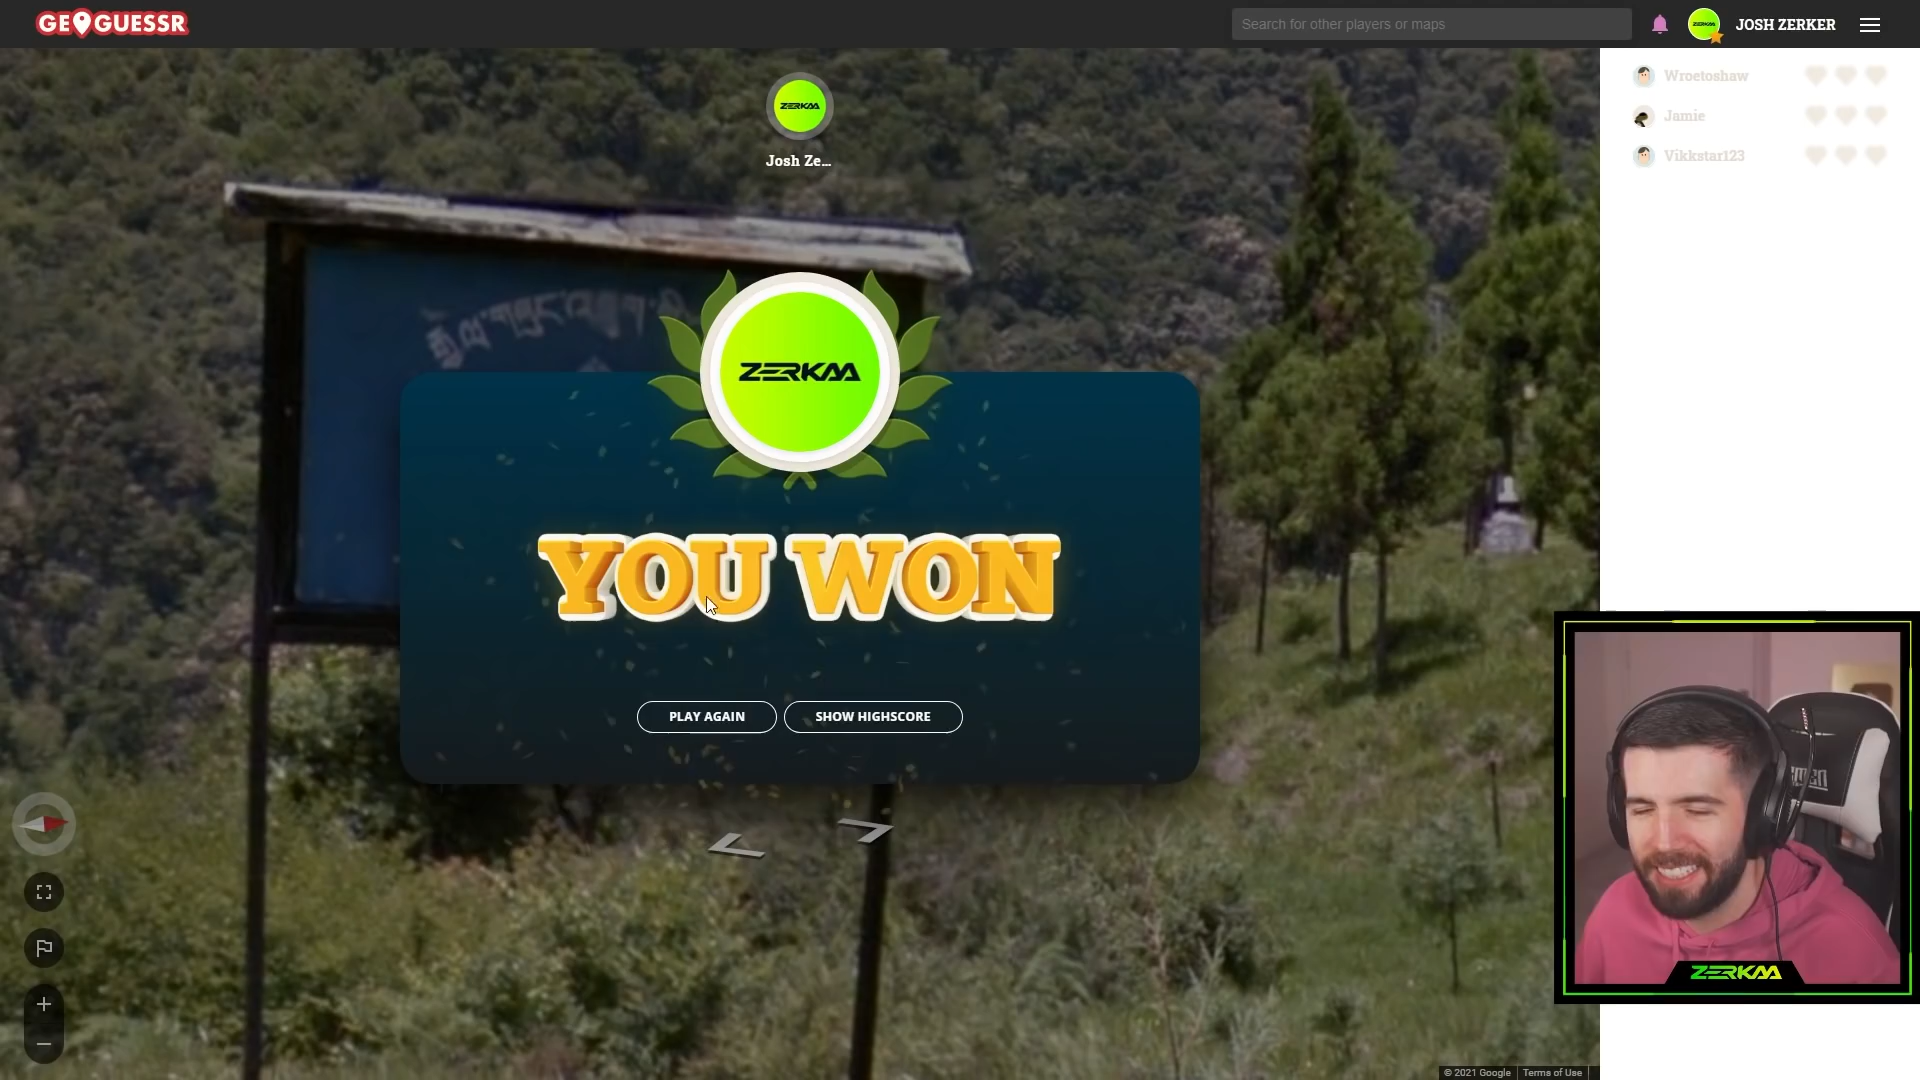 GEOGUESSR
Search for other players or maps
JOSH ZERKER
ZERKAA
Josh Ze...
Wroetoshaw
Jamie
Vikkstar123
ZERKAA
YOU WON
PLAY AGAIN
SHOW HIGHSCORE
ZERKAA
© 2021 Google
Terms of Use